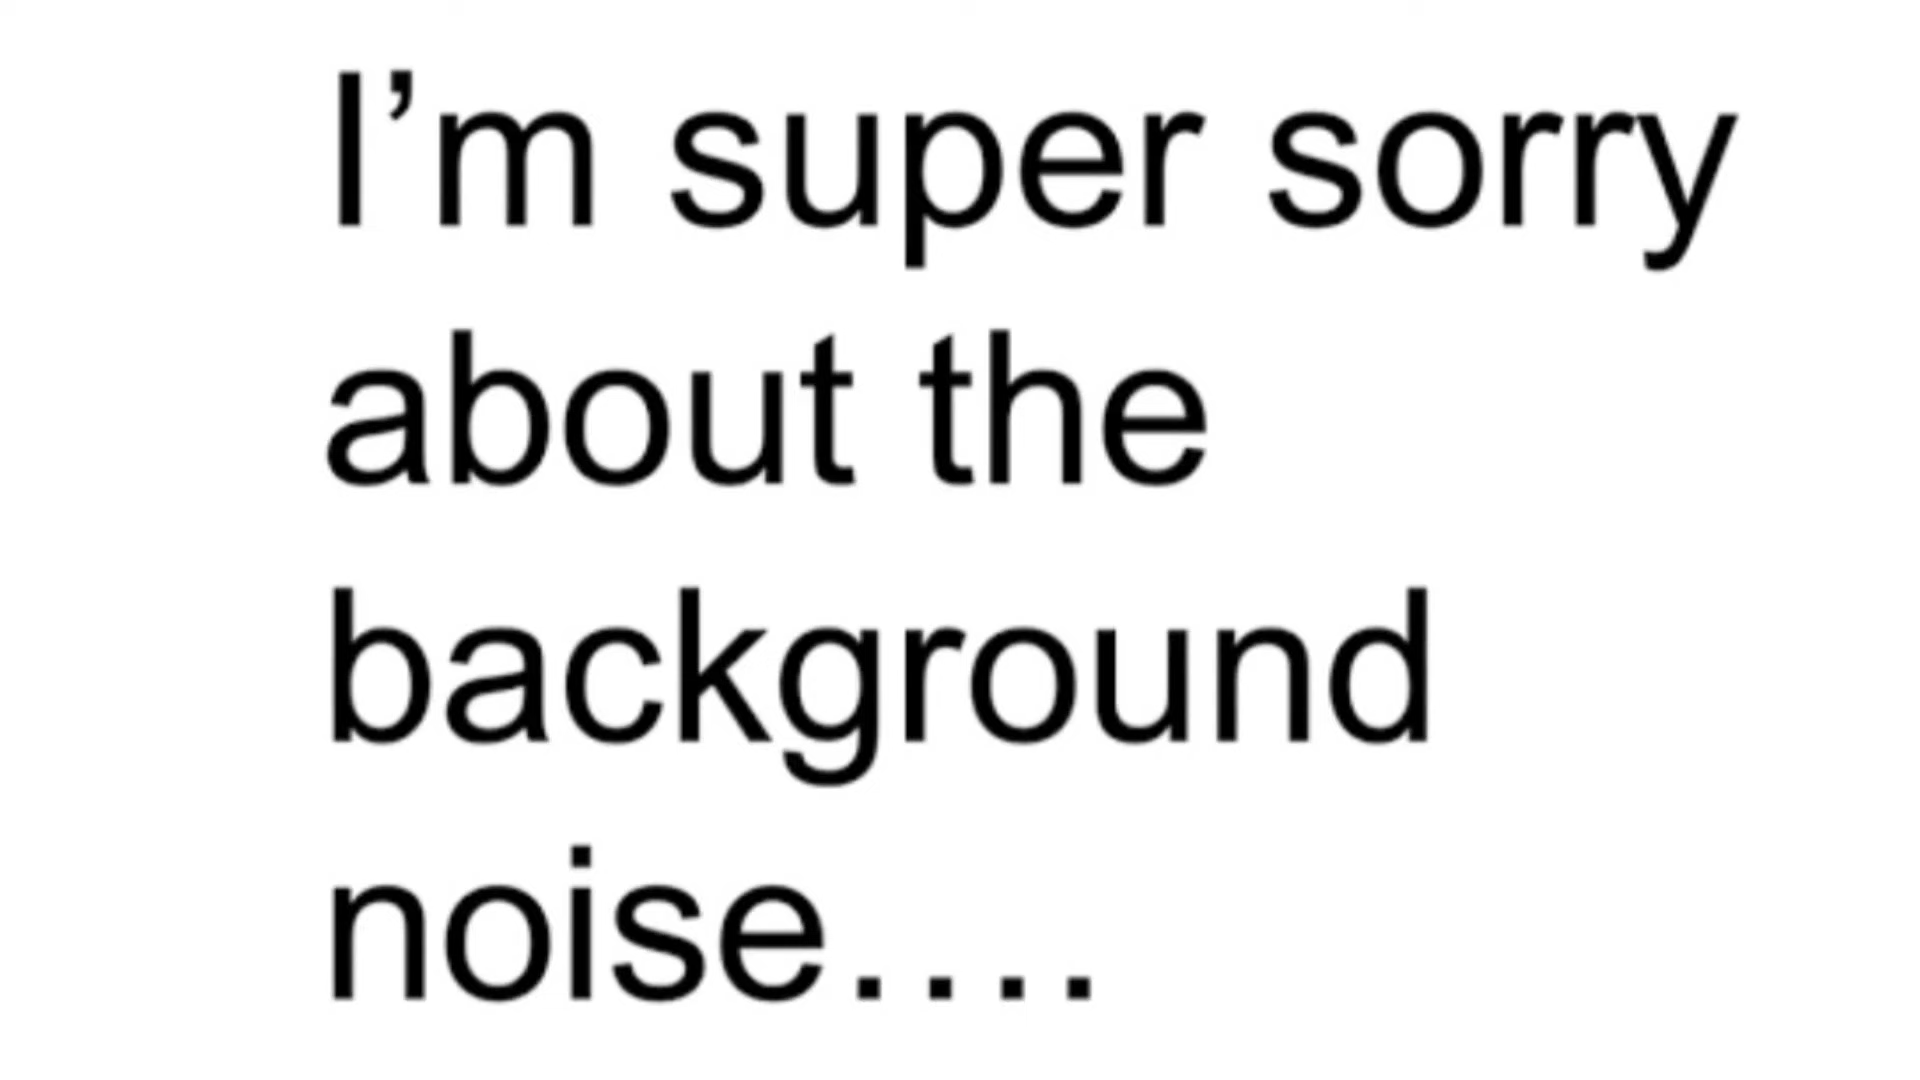 I’m super sorry
about the
background
noise….